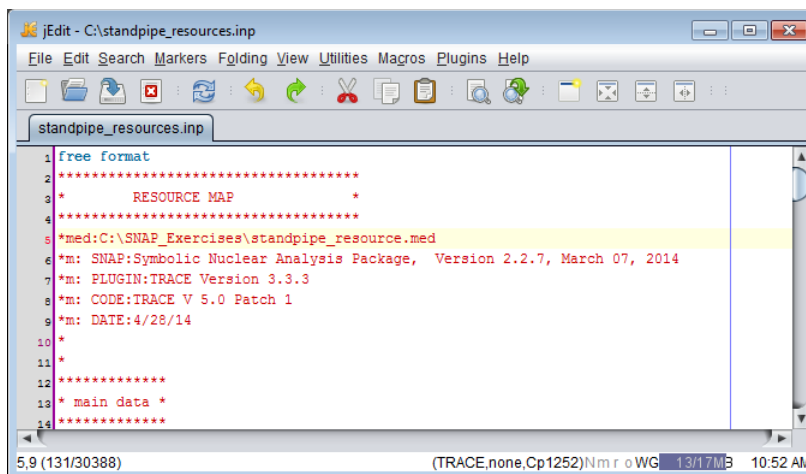 jEdit - C:\standpipe_resources.inp
File Edit Search Markers Folding View Utilities Macros Plugins Help
standpipe_resources.inp
1 free format
2 ************************************
3 *        RESOURCE MAP              *
4 ************************************
5 *med:C:\SNAP_Exercises\standpipe_resource.med
6 *m: SNAP:Symbolic Nuclear Analysis Package,  Version 2.2.7, March 07, 2014
7 *m: PLUGIN:TRACE Version 3.3.3
8 *m: CODE:TRACE V 5.0 Patch 1
9 *m: DATE:4/28/14
10 *
11 *
12 *************
13 * main data *
14 *************
5,9 (131/30388) (TRACE,none,Cp1252)Nm r o WG 13/17MB 10:52 AM